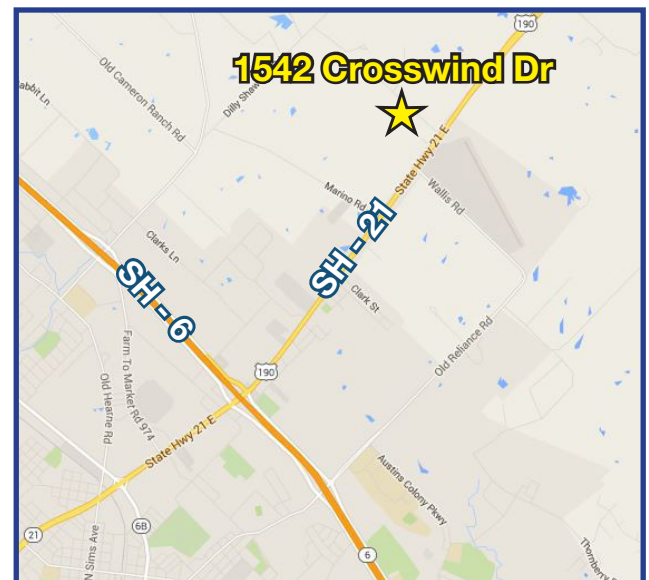 190
1542 Crosswind Dr
Old Cameron Ranch Rd
abbit Ln
Dilly Shaw
State Hwy 21 E
Wallis Rd
Marino Rd
SH - 21
Clarks Ln
SH - 6
Clark St
Old Reliance Rd
190
Farm To Market Rd 974
Old Hearne Rd
State Hwy 21 E
Austins Colony Pkwy
21
6B
N Sims Ave
6
Thornberry